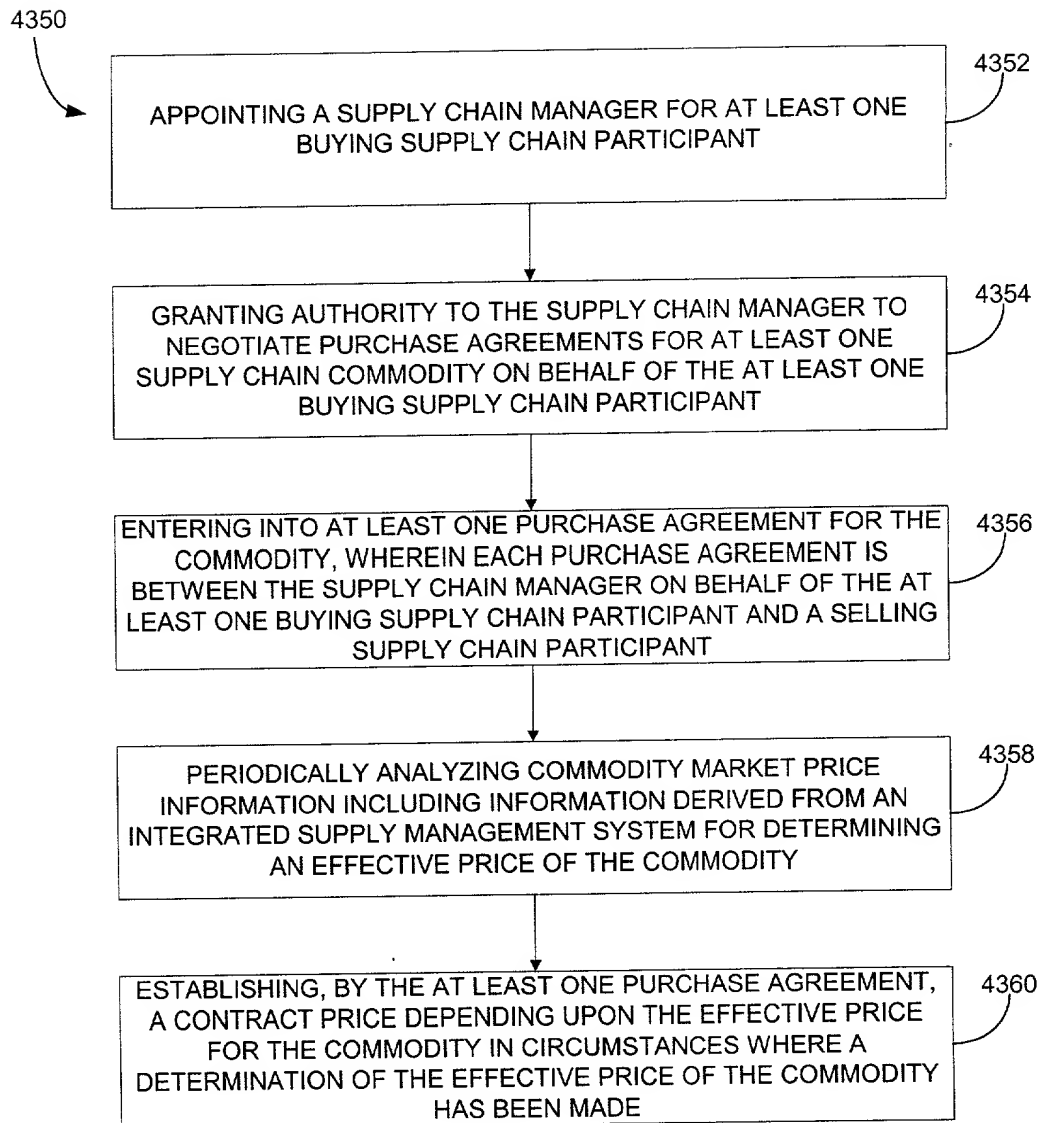 4350
4352
APPOINTING A SUPPLY CHAIN MANAGER FOR AT LEAST ONE
BUYING SUPPLY CHAIN PARTICIPANT
4354
GRANTING AUTHORITY TO THE SUPPLY CHAIN MANAGER TO
NEGOTIATE PURCHASE AGREEMENTS FOR AT LEAST ONE
SUPPLY CHAIN COMMODITY ON BEHALF OF THE AT LEAST ONE
BUYING SUPPLY CHAIN PARTICIPANT
4356
ENTERING INTO AT LEAST ONE PURCHASE AGREEMENT FOR THE
COMMODITY, WHEREIN EACH PURCHASE AGREEMENT IS
BETWEEN THE SUPPLY CHAIN MANAGER ON BEHALF OF THE AT
LEAST ONE BUYING SUPPLY CHAIN PARTICIPANT AND A SELLING
SUPPLY CHAIN PARTICIPANT
4358
PERIODICALLY ANALYZING COMMODITY MARKET PRICE
INFORMATION INCLUDING INFORMATION DERIVED FROM AN
INTEGRATED SUPPLY MANAGEMENT SYSTEM FOR DETERMINING
AN EFFECTIVE PRICE OF THE COMMODITY
4360
ESTABLISHING, BY THE AT LEAST ONE PURCHASE AGREEMENT,
A CONTRACT PRICE DEPENDING UPON THE EFFECTIVE PRICE
FOR THE COMMODITY IN CIRCUMSTANCES WHERE A
DETERMINATION OF THE EFFECTIVE PRICE OF THE COMMODITY
HAS BEEN MADE